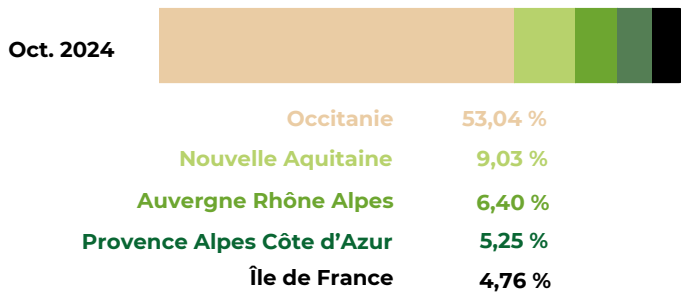 Oct. 2024
Occitanie 53,04 %
Nouvelle Aquitaine 9,03 %
Auvergne Rhône Alpes 6,40 %
Provence Alpes Côte d’Azur 5,25 %
Île de France 4,76 %